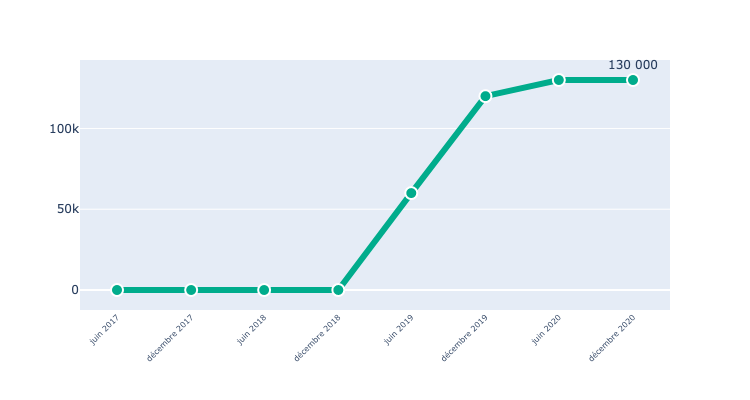 130 000
100k
50k
0
juin 2017
décembre 2017
juin 2018
décembre 2018
juin 2019
décembre 2019
juin 2020
décembre 2020